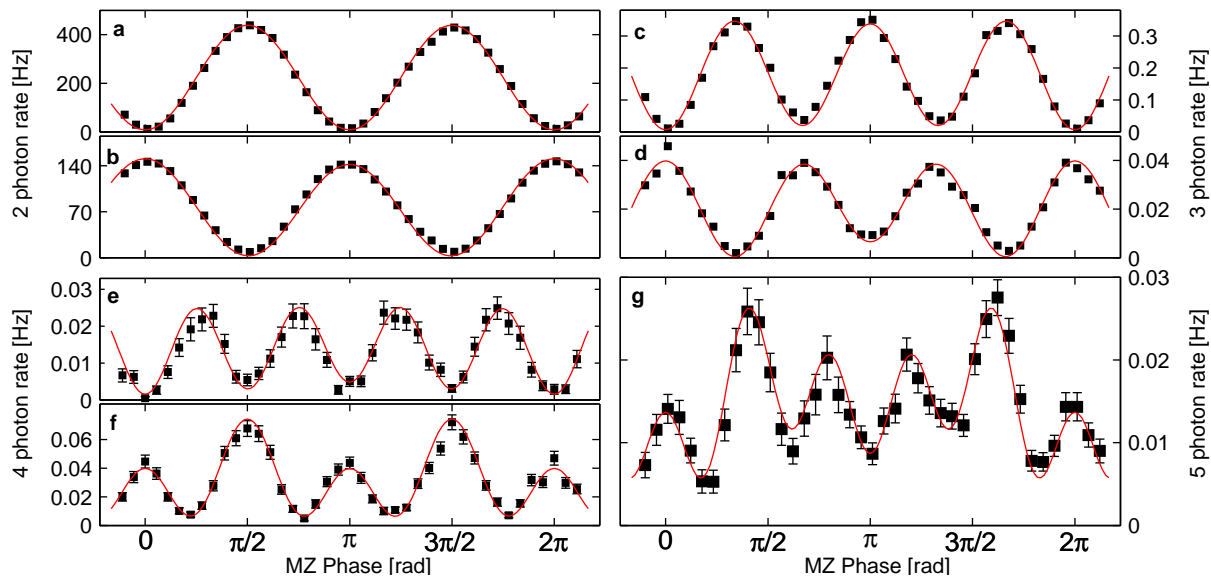 a
400
200
0
2 photon rate [Hz]
b
140
70
0
c
0.3
0.2
0.1
0
3 photon rate [Hz]
d
0.04
0.02
0
e
0.03
0.02
0.01
0
4 photon rate [Hz]
f
0.06
0.04
0.02
0
0 π/2 π 3π/2 2π
MZ Phase [rad]
g
0.03
0.02
0.01
0
5 photon rate [Hz]
0 π/2 π 3π/2 2π
MZ Phase [rad]